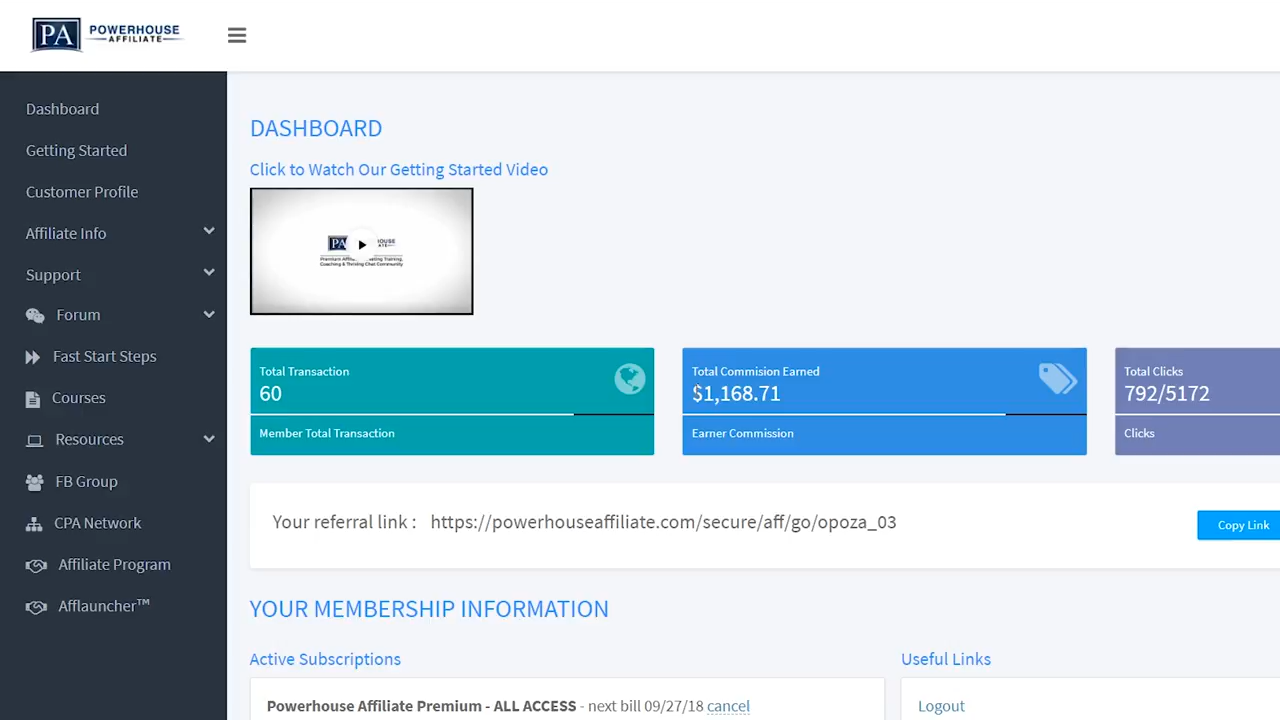 PA POWERHOUSE
AFFILIATE
Dashboard
Getting Started
Customer Profile
Affiliate Info
Support
Forum
Fast Start Steps
Courses
Resources
FB Group
CPA Network
Affiliate Program
Afflauncher™
DASHBOARD
Click to Watch Our Getting Started Video
PA
Total Transaction
60
Member Total Transaction
Total Commision Earned
$1,168.71
Earner Commission
Total Clicks
792/5172
Clicks
Your referral link : https://powerhouseaffiliate.com/secure/aff/go/opoza_03
Copy Link
YOUR MEMBERSHIP INFORMATION
Active Subscriptions
Powerhouse Affiliate Premium - ALL ACCESS - next bill 09/27/18 cancel
Useful Links
Logout